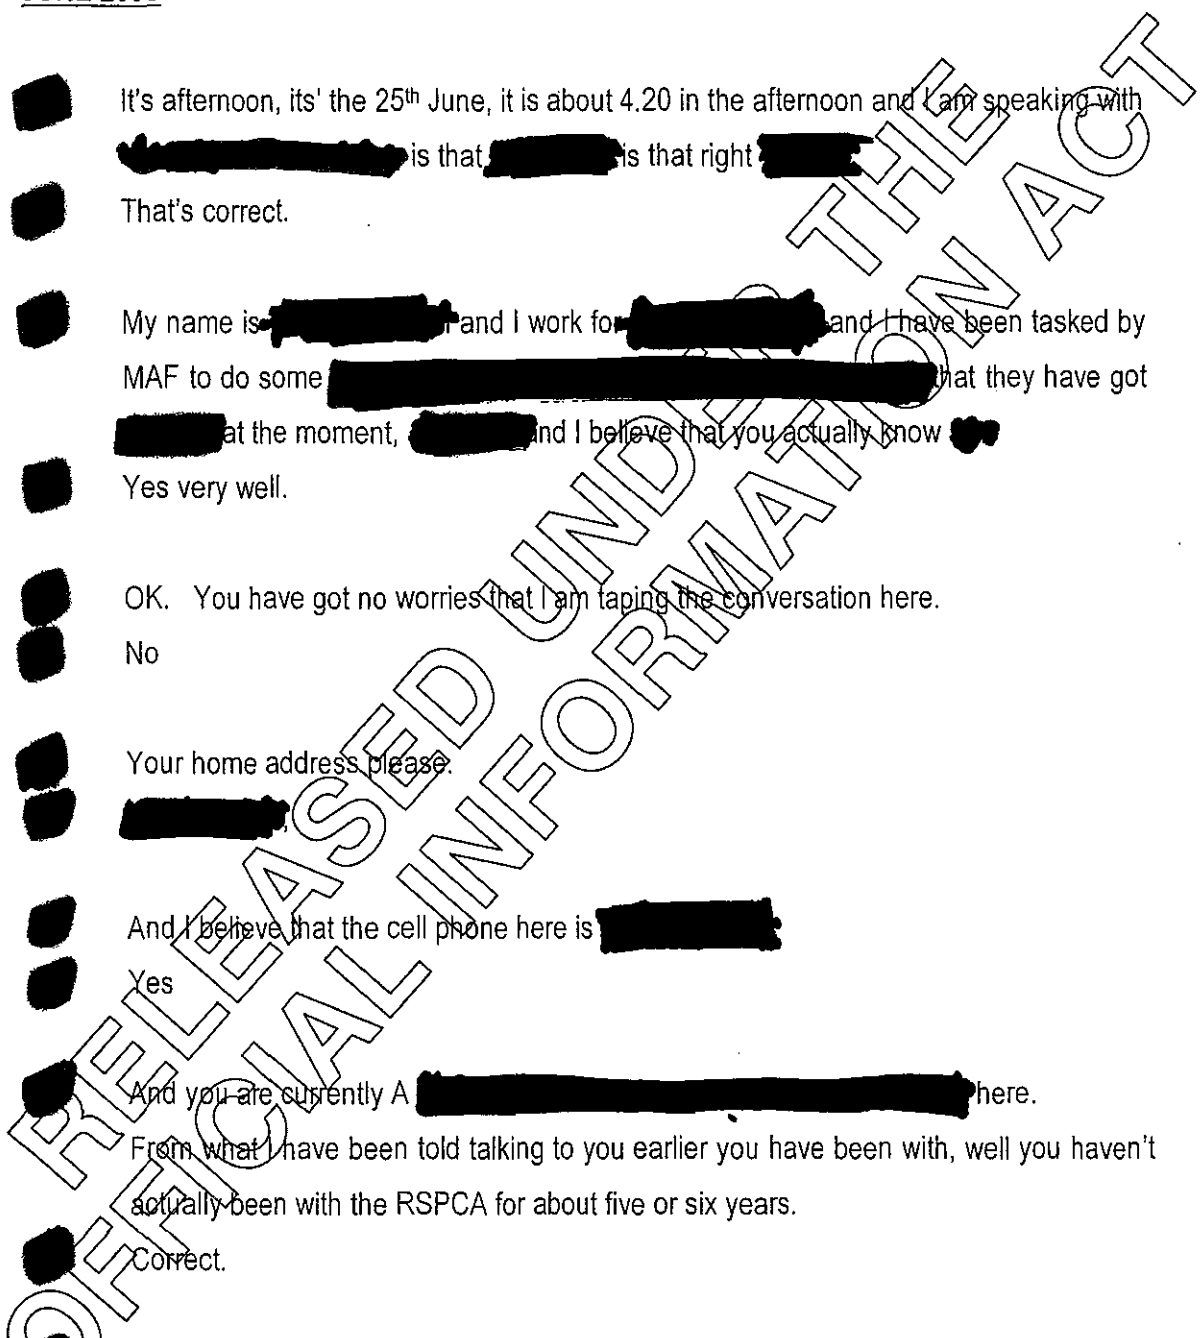 It's afternoon, its' the 25th June, it is about 4.20 in the afternoon and I am speaking with
is that is that right
That's correct.
My name is and I work for and I have been tasked by
MAF to do some that they have got
at the moment, and I believe that you actually know
Yes very well.
OK. You have got no worries that I am taping the conversation here.
No
Your home address please.
And I believe that the cell phone here is
Yes
And you are currently A here.
From what I have been told talking to you earlier you have been with, well you haven't
actually been with the RSPCA for about five or six years.
Correct.
RELEASED UNDER THE
OFFICIAL INFORMATION ACT